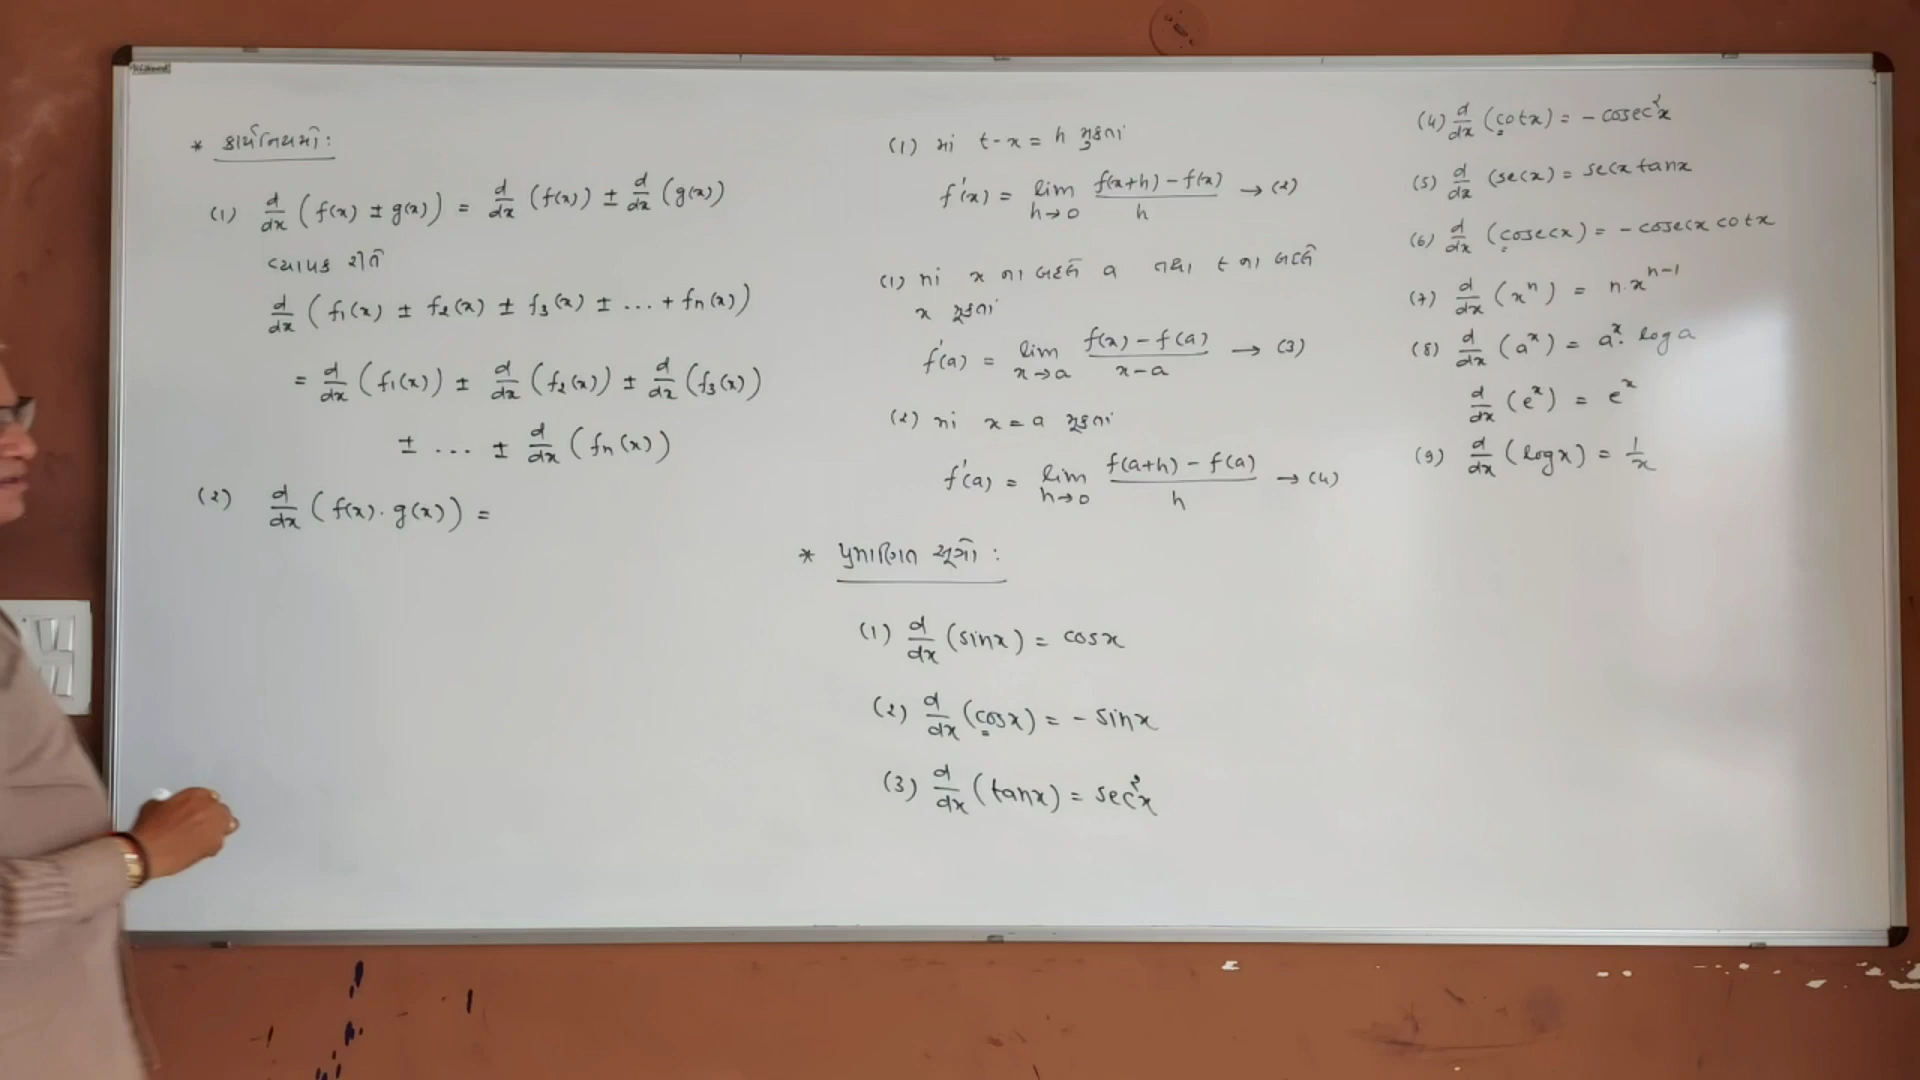 * કાર્યનિયમો:
(1) d/dx (f(x) ± g(x)) = d/dx (f(x)) ± d/dx (g(x))
વ્યાપક રીતે
d/dx (f₁(x) ± f₂(x) ± f₃(x) ± ... + fn(x))
= d/dx (f₁(x)) ± d/dx (f₂(x)) ± d/dx (f₃(x))
± ... ± d/dx (fn(x))
(2) d/dx (f(x) · g(x)) =
(1) માં t - x = h મૂકતાં
f'(x) = lim h→0 f(x+h) - f(x) / h → (2)
(1) માં x ના બદલે a તથા t ના બદલે
x મૂકતાં
f'(a) = lim x→a f(x) - f(a) / x - a → (3)
(2) માં x = a મૂકતાં
f'(a) = lim h→0 f(a+h) - f(a) / h → (4)
* પ્રમાણિત સૂત્રો:
(1) d/dx (sinx) = cosx
(2) d/dx (cosx) = - sinx
(3) d/dx (tanx) = sec²x
(4) d/dx (cotx) = - cosec²x
(5) d/dx (secx) = secx tanx
(6) d/dx (cosecx) = - cosecx cotx
(7) d/dx (xⁿ) = n·xⁿ⁻¹
(8) d/dx (aˣ) = aˣ· log a
d/dx (eˣ) = eˣ
(9) d/dx (logx) = 1/x